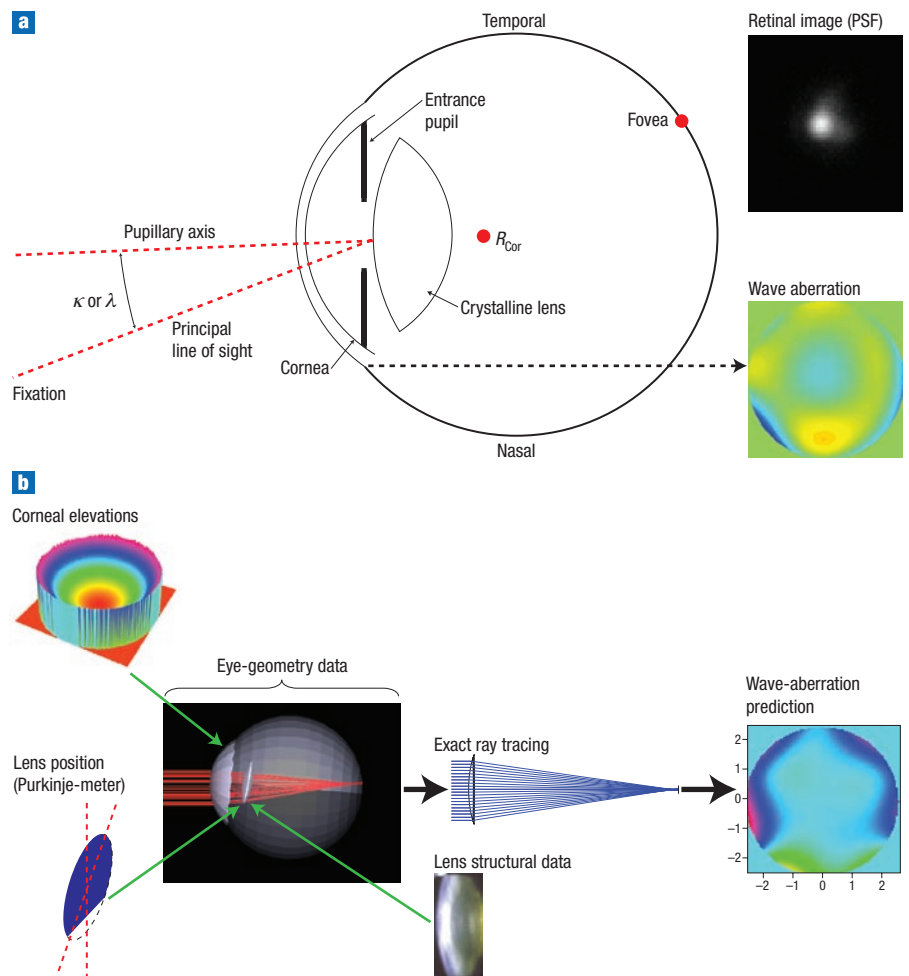 a
Temporal
Retinal image (PSF)
Entrance
pupil
Fovea
Pupillary axis
R_Cor
κ or λ
Crystalline lens
Wave aberration
Principal
line of sight
Cornea
Fixation
Nasal
b
Corneal elevations
Eye-geometry data
Wave-aberration
prediction
Lens position
(Purkinje-meter)
Exact ray tracing
2
1
0
−1
−2
−2
−1
0
1
2
Lens structural data